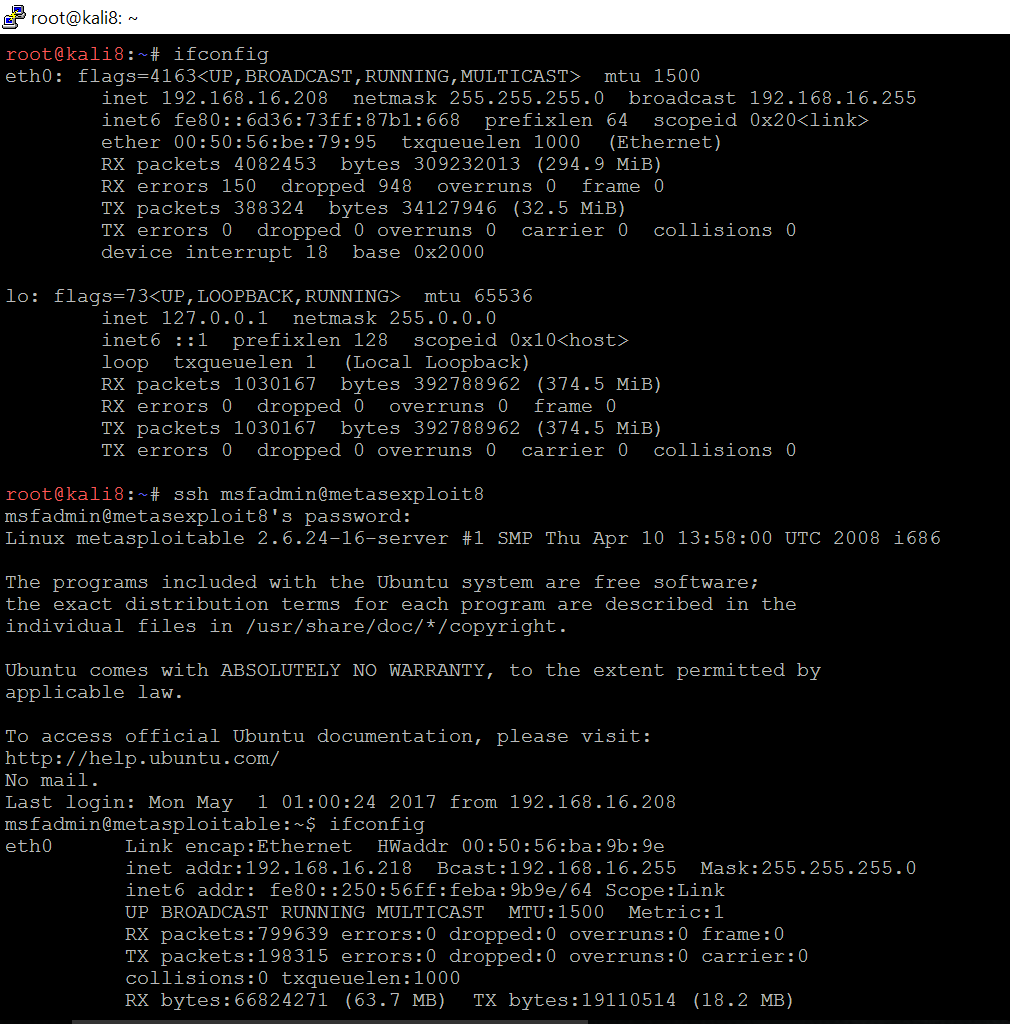 root@kali8: ~
root@kali8:~# ifconfig
eth0: flags=4163<UP,BROADCAST,RUNNING,MULTICAST>  mtu 1500
        inet 192.168.16.208  netmask 255.255.255.0  broadcast 192.168.16.255
        inet6 fe80::6d36:73ff:87b1:668  prefixlen 64  scopeid 0x20<link>
        ether 00:50:56:be:79:95  txqueuelen 1000  (Ethernet)
        RX packets 4082453  bytes 309232013 (294.9 MiB)
        RX errors 150  dropped 948  overruns 0  frame 0
        TX packets 388324  bytes 34127946 (32.5 MiB)
        TX errors 0  dropped 0 overruns 0  carrier 0  collisions 0
        device interrupt 18  base 0x2000

lo: flags=73<UP,LOOPBACK,RUNNING>  mtu 65536
        inet 127.0.0.1  netmask 255.0.0.0
        inet6 ::1  prefixlen 128  scopeid 0x10<host>
        loop  txqueuelen 1  (Local Loopback)
        RX packets 1030167  bytes 392788962 (374.5 MiB)
        RX errors 0  dropped 0  overruns 0  frame 0
        TX packets 1030167  bytes 392788962 (374.5 MiB)
        TX errors 0  dropped 0 overruns 0  carrier 0  collisions 0

root@kali8:~# ssh msfadmin@metasexploit8
msfadmin@metasexploit8's password:
Linux metasploitable 2.6.24-16-server #1 SMP Thu Apr 10 13:58:00 UTC 2008 i686

The programs included with the Ubuntu system are free software;
the exact distribution terms for each program are described in the
individual files in /usr/share/doc/*/copyright.

Ubuntu comes with ABSOLUTELY NO WARRANTY, to the extent permitted by
applicable law.

To access official Ubuntu documentation, please visit:
http://help.ubuntu.com/
No mail.
Last login: Mon May  1 01:00:24 2017 from 192.168.16.208
msfadmin@metasploitable:~$ ifconfig
eth0      Link encap:Ethernet  HWaddr 00:50:56:ba:9b:9e
          inet addr:192.168.16.218  Bcast:192.168.16.255  Mask:255.255.255.0
          inet6 addr: fe80::250:56ff:feba:9b9e/64 Scope:Link
          UP BROADCAST RUNNING MULTICAST  MTU:1500  Metric:1
          RX packets:799639 errors:0 dropped:0 overruns:0 frame:0
          TX packets:198315 errors:0 dropped:0 overruns:0 carrier:0
          collisions:0 txqueuelen:1000
          RX bytes:66824271 (63.7 MB)  TX bytes:19110514 (18.2 MB)